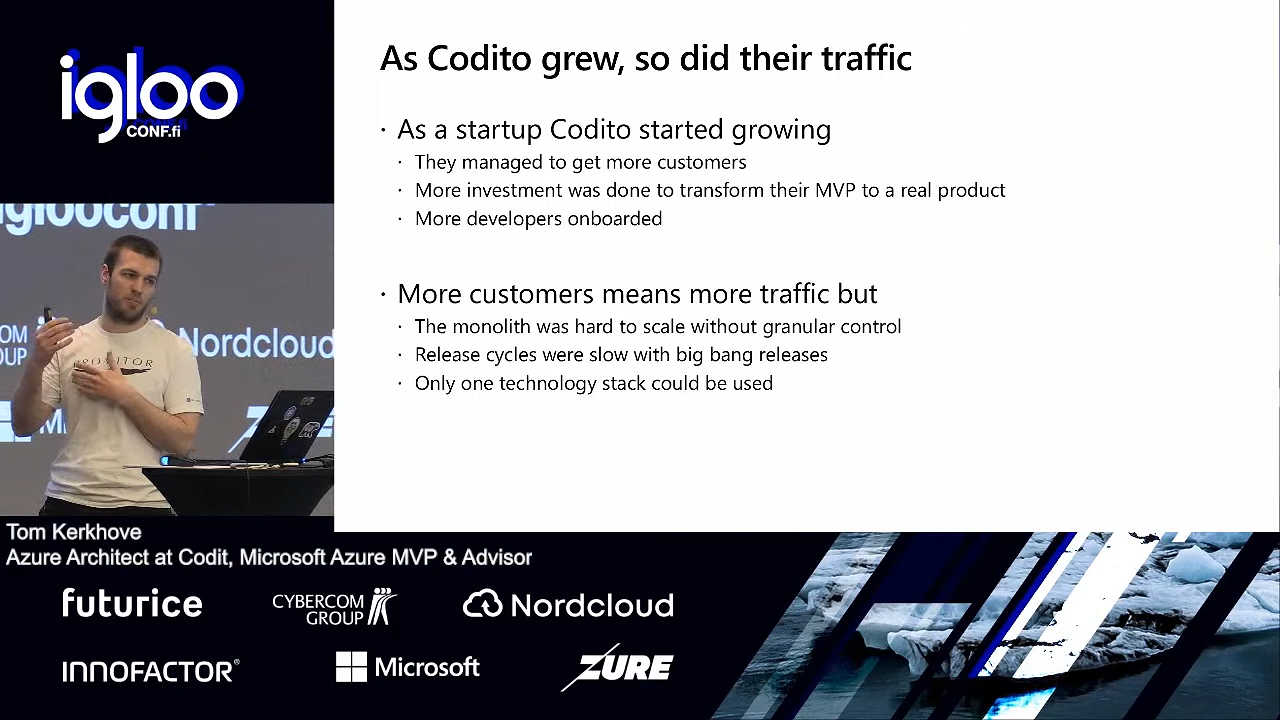 igloo
CONF.fi
iglooconf
Nordcloud
PROMITOR
As Codito grew, so did their traffic
· As a startup Codito started growing
· They managed to get more customers
· More investment was done to transform their MVP to a real product
· More developers onboarded
· More customers means more traffic but
· The monolith was hard to scale without granular control
· Release cycles were slow with big bang releases
· Only one technology stack could be used
Tom Kerkhove
Azure Architect at Codit, Microsoft Azure MVP & Advisor
futurice
CYBERCOM
GROUP
Nordcloud
INNOFACTOR®
Microsoft
ZURE